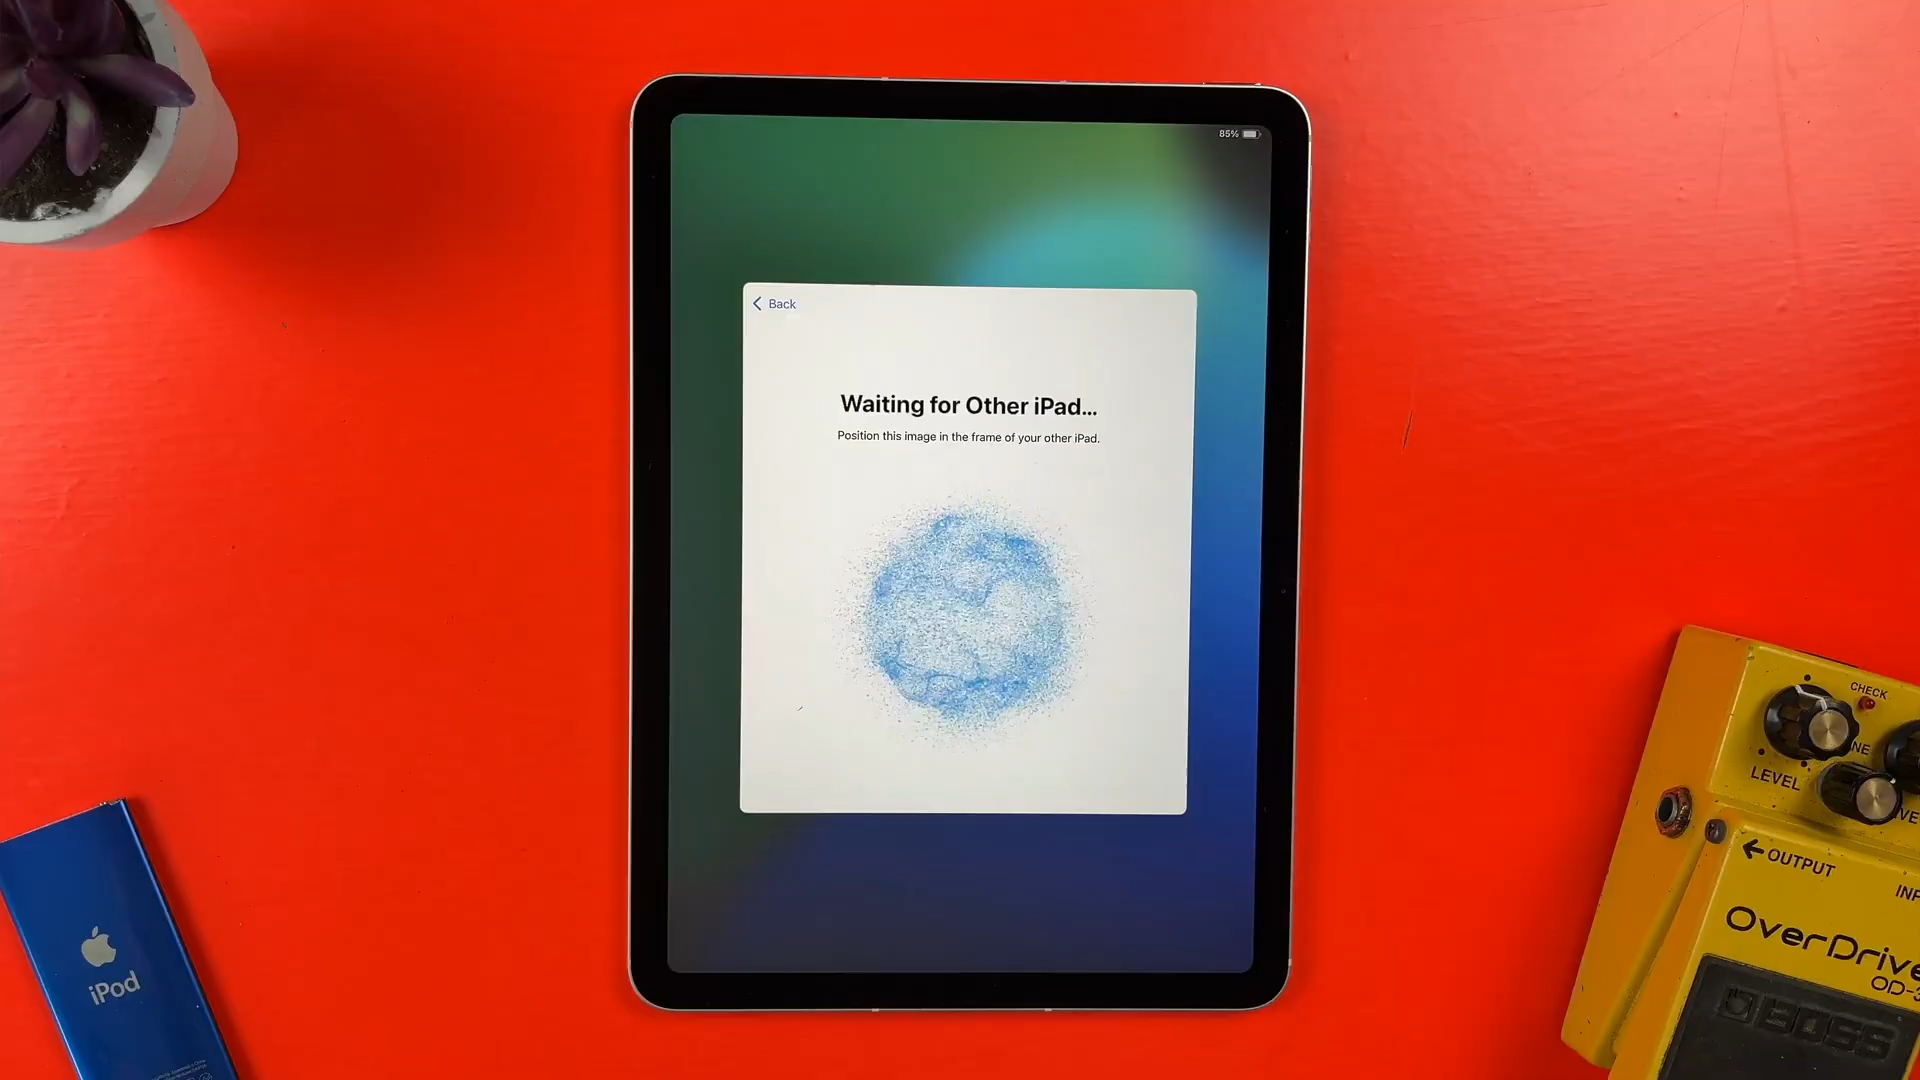 85%
Back
Waiting for Other iPad...
Position this image in the frame of your other iPad.
CHECK
LEVEL
OUTPUT
OverDrive
BOSS
iPod